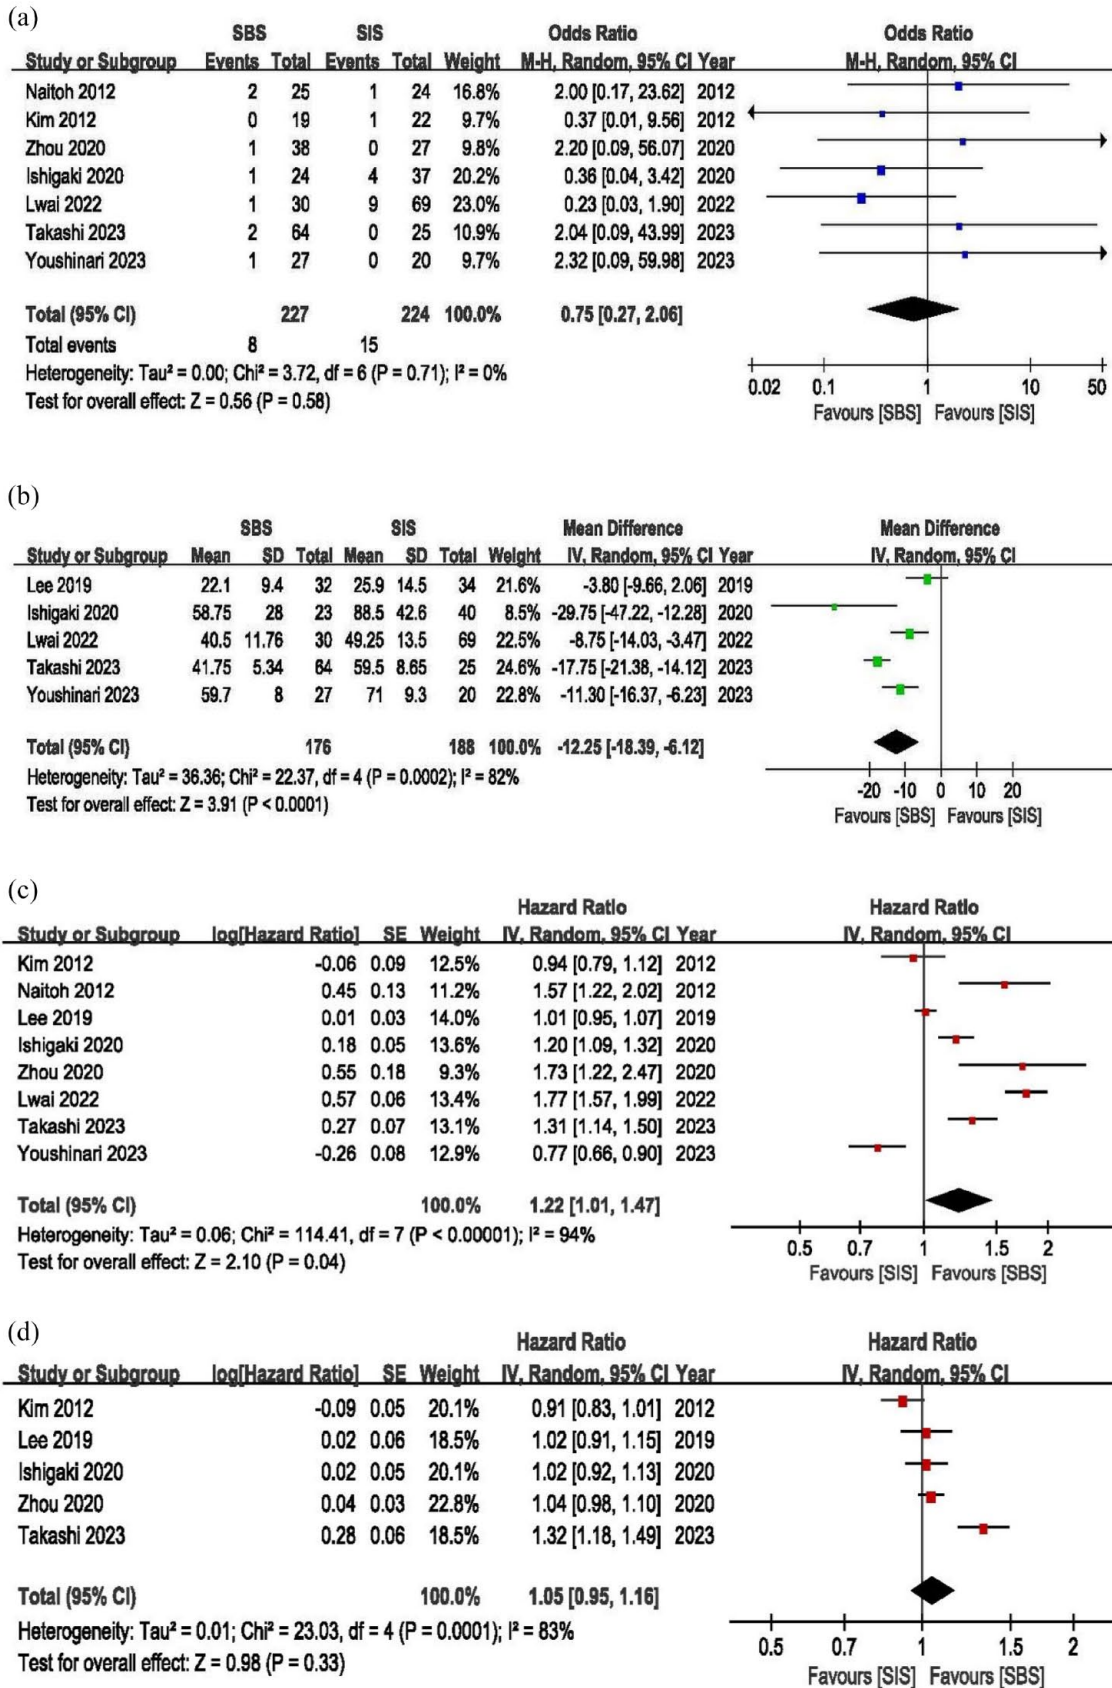 (a)
SBS SIS Odds Ratio Odds Ratio
Study or Subgroup Events Total Events Total Weight M-H, Random, 95% CI Year M-H, Random, 95% CI
Naitoh 2012 2 25 1 24 16.8% 2.00 [0.17, 23.62] 2012
Kim 2012 0 19 1 22 9.7% 0.37 [0.01, 9.56] 2012
Zhou 2020 1 38 0 27 9.8% 2.20 [0.09, 56.07] 2020
Ishigaki 2020 1 24 4 37 20.2% 0.36 [0.04, 3.42] 2020
Lwai 2022 1 30 9 69 23.0% 0.23 [0.03, 1.90] 2022
Takashi 2023 2 64 0 25 10.9% 2.04 [0.09, 43.99] 2023
Youshinari 2023 1 27 0 20 9.7% 2.32 [0.09, 59.98] 2023
Total (95% CI) 227 224 100.0% 0.75 [0.27, 2.06]
Total events 8 15
Heterogeneity: Tau² = 0.00; Chi² = 3.72, df = 6 (P = 0.71); I² = 0%
Test for overall effect: Z = 0.56 (P = 0.58)
0.02 0.1 1 10 50
Favours [SBS] Favours [SIS]
(b)
SBS SIS Mean Difference Mean Difference
Study or Subgroup Mean SD Total Mean SD Total Weight IV, Random, 95% CI Year IV, Random, 95% CI
Lee 2019 22.1 9.4 32 25.9 14.5 34 21.6% -3.80 [-9.66, 2.06] 2019
Ishigaki 2020 58.75 28 23 88.5 42.6 40 8.5% -29.75 [-47.22, -12.28] 2020
Lwai 2022 40.5 11.76 30 49.25 13.5 69 22.5% -8.75 [-14.03, -3.47] 2022
Takashi 2023 41.75 5.34 64 59.5 8.65 25 24.6% -17.75 [-21.38, -14.12] 2023
Youshinari 2023 59.7 8 27 71 9.3 20 22.8% -11.30 [-16.37, -6.23] 2023
Total (95% CI) 176 188 100.0% -12.25 [-18.39, -6.12]
Heterogeneity: Tau² = 36.36; Chi² = 22.37, df = 4 (P = 0.0002); I² = 82%
Test for overall effect: Z = 3.91 (P < 0.0001)
-20 -10 0 10 20
Favours [SBS] Favours [SIS]
(c)
Hazard Ratio Hazard Ratio
Study or Subgroup log[Hazard Ratio] SE Weight IV, Random, 95% CI Year IV, Random, 95% CI
Kim 2012 -0.06 0.09 12.5% 0.94 [0.79, 1.12] 2012
Naitoh 2012 0.45 0.13 11.2% 1.57 [1.22, 2.02] 2012
Lee 2019 0.01 0.03 14.0% 1.01 [0.95, 1.07] 2019
Ishigaki 2020 0.18 0.05 13.6% 1.20 [1.09, 1.32] 2020
Zhou 2020 0.55 0.18 9.3% 1.73 [1.22, 2.47] 2020
Lwai 2022 0.57 0.06 13.4% 1.77 [1.57, 1.99] 2022
Takashi 2023 0.27 0.07 13.1% 1.31 [1.14, 1.50] 2023
Youshinari 2023 -0.26 0.08 12.9% 0.77 [0.66, 0.90] 2023
Total (95% CI) 100.0% 1.22 [1.01, 1.47]
Heterogeneity: Tau² = 0.06; Chi² = 114.41, df = 7 (P < 0.00001); I² = 94%
Test for overall effect: Z = 2.10 (P = 0.04)
0.5 0.7 1 1.5 2
Favours [SIS] Favours [SBS]
(d)
Hazard Ratio Hazard Ratio
Study or Subgroup log[Hazard Ratio] SE Weight IV, Random, 95% CI Year IV, Random, 95% CI
Kim 2012 -0.09 0.05 20.1% 0.91 [0.83, 1.01] 2012
Lee 2019 0.02 0.06 18.5% 1.02 [0.91, 1.15] 2019
Ishigaki 2020 0.02 0.05 20.1% 1.02 [0.92, 1.13] 2020
Zhou 2020 0.04 0.03 22.8% 1.04 [0.98, 1.10] 2020
Takashi 2023 0.28 0.06 18.5% 1.32 [1.18, 1.49] 2023
Total (95% CI) 100.0% 1.05 [0.95, 1.16]
Heterogeneity: Tau² = 0.01; Chi² = 23.03, df = 4 (P = 0.0001); I² = 83%
Test for overall effect: Z = 0.98 (P = 0.33)
0.5 0.7 1 1.5 2
Favours [SIS] Favours [SBS]